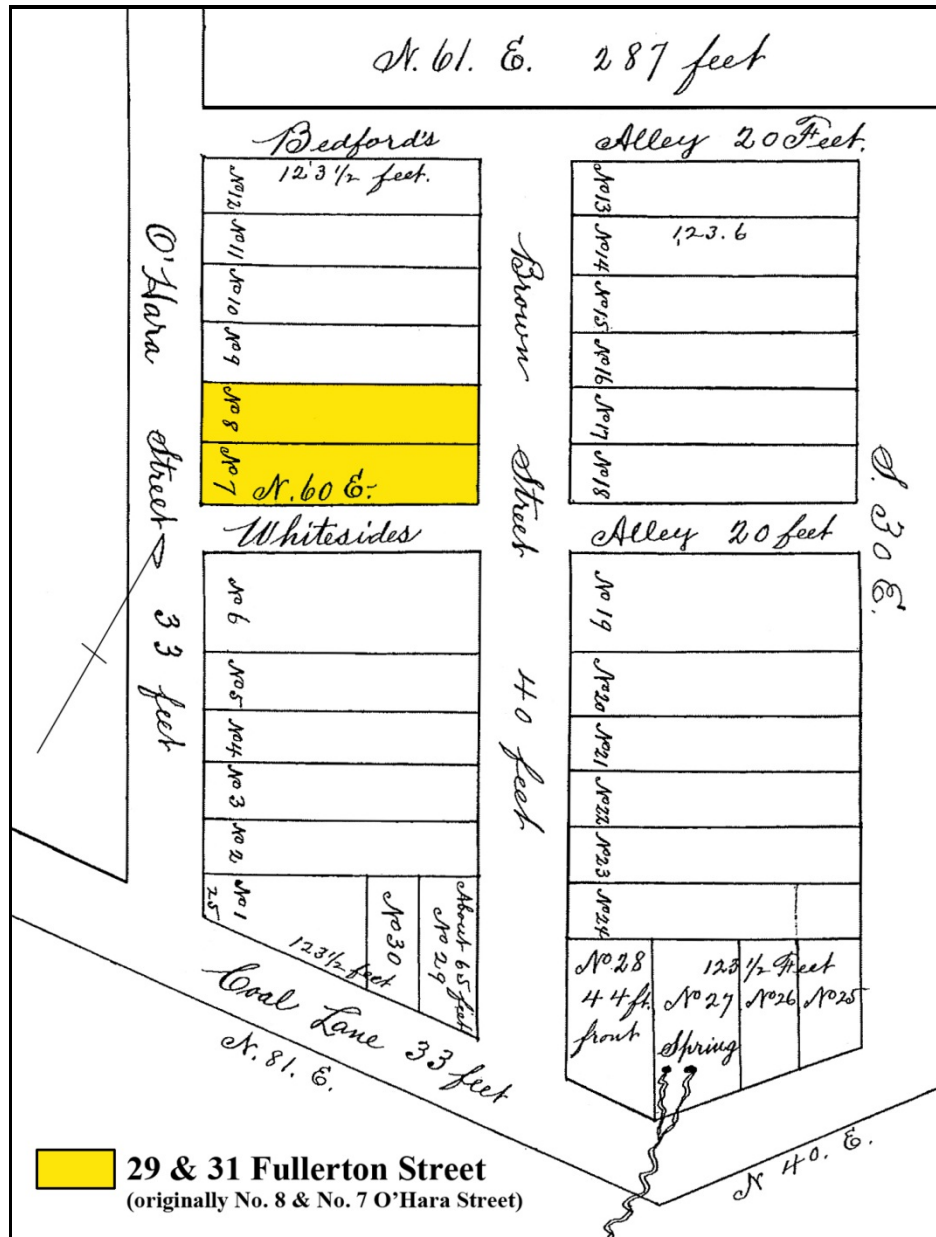 N. 61. E. 287 feet
Bedford's Alley 20 Feet.
12'3 1/2 feet.
No 12
No 11
No 10
No 9
No 8
No 7
N. 60 E.
No 13
No 14
123.6
No 15
No 16
No 17
No 18
O'Hara Street 33 feet
Brown Street 40 feet
S. 30 E.
Whitesides Alley 20 feet
No 6
No 5
No 4
No 3
No 2
No 1
25
123 1/2 feet
No 30
About 65 feet
No 29
No 19
No 20
No 21
No 22
No 23
No 24
No 28
44 ft.
front
123 1/2 Feet
No 27
No 26
No 25
Spring
Coal Lane 33 feet
N. 81. E.
N 40. E.
29 & 31 Fullerton Street
(originally No. 8 & No. 7 O'Hara Street)